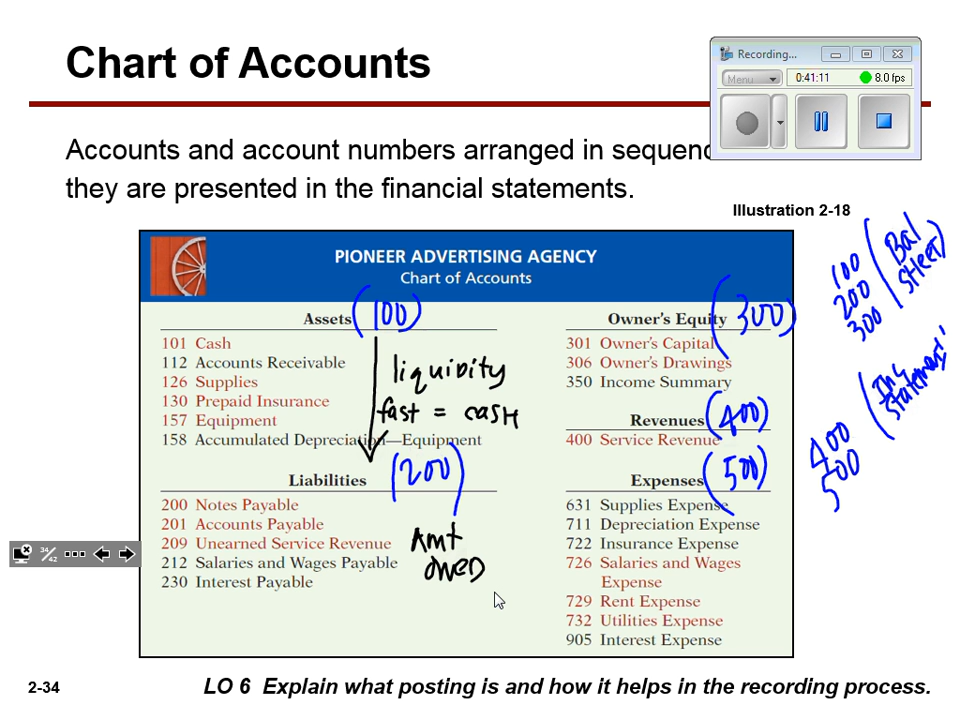 Chart of Accounts
Recording...
Menu
0:41:11
8.0 fps
Accounts and account numbers arranged in sequenc
they are presented in the financial statements.
Illustration 2-18
PIONEER ADVERTISING AGENCY
Chart of Accounts
Assets (100)
101 Cash
112 Accounts Receivable
126 Supplies
130 Prepaid Insurance
157 Equipment
158 Accumulated Depreciation—Equipment
liquidity
fast = cash
Liabilities (200)
200 Notes Payable
201 Accounts Payable
209 Unearned Service Revenue
212 Salaries and Wages Payable
230 Interest Payable
Amt
owed
Owner's Equity (300)
301 Owner's Capital
306 Owner's Drawings
350 Income Summary
Revenues (400)
400 Service Revenue
Expenses (500)
631 Supplies Expense
711 Depreciation Expense
722 Insurance Expense
726 Salaries and Wages
Expense
729 Rent Expense
732 Utilities Expense
905 Interest Expense
100
200
300
(Bal
sheet)
400
500
(Inc
statement)
34/42
2-34
LO 6 Explain what posting is and how it helps in the recording process.